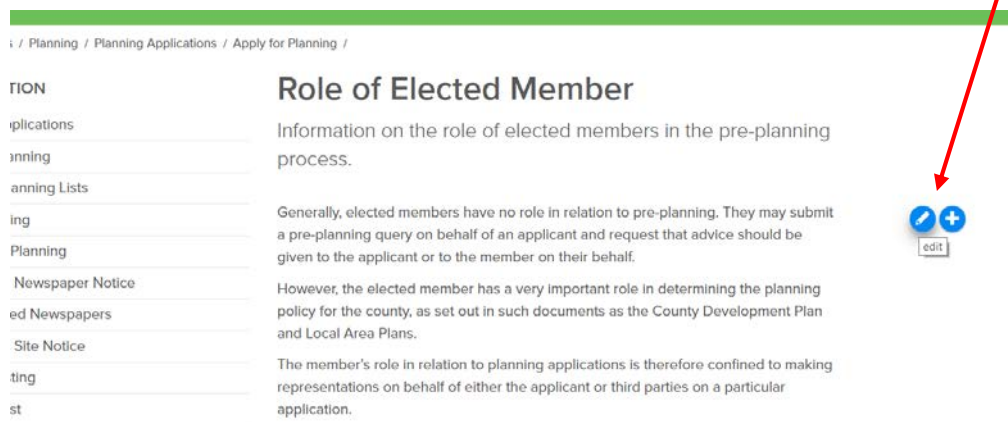 / Planning / Planning Applications / Apply for Planning /
TION
plications
anning
anning Lists
ing
Planning
Newspaper Notice
ed Newspapers
Site Notice
ting
st
Role of Elected Member
Information on the role of elected members in the pre-planning
process.
Generally, elected members have no role in relation to pre-planning. They may submit
a pre-planning query on behalf of an applicant and request that advice should be
given to the applicant or to the member on their behalf.
However, the elected member has a very important role in determining the planning
policy for the county, as set out in such documents as the County Development Plan
and Local Area Plans.
The member's role in relation to planning applications is therefore confined to making
representations on behalf of either the applicant or third parties on a particular
application.
edit